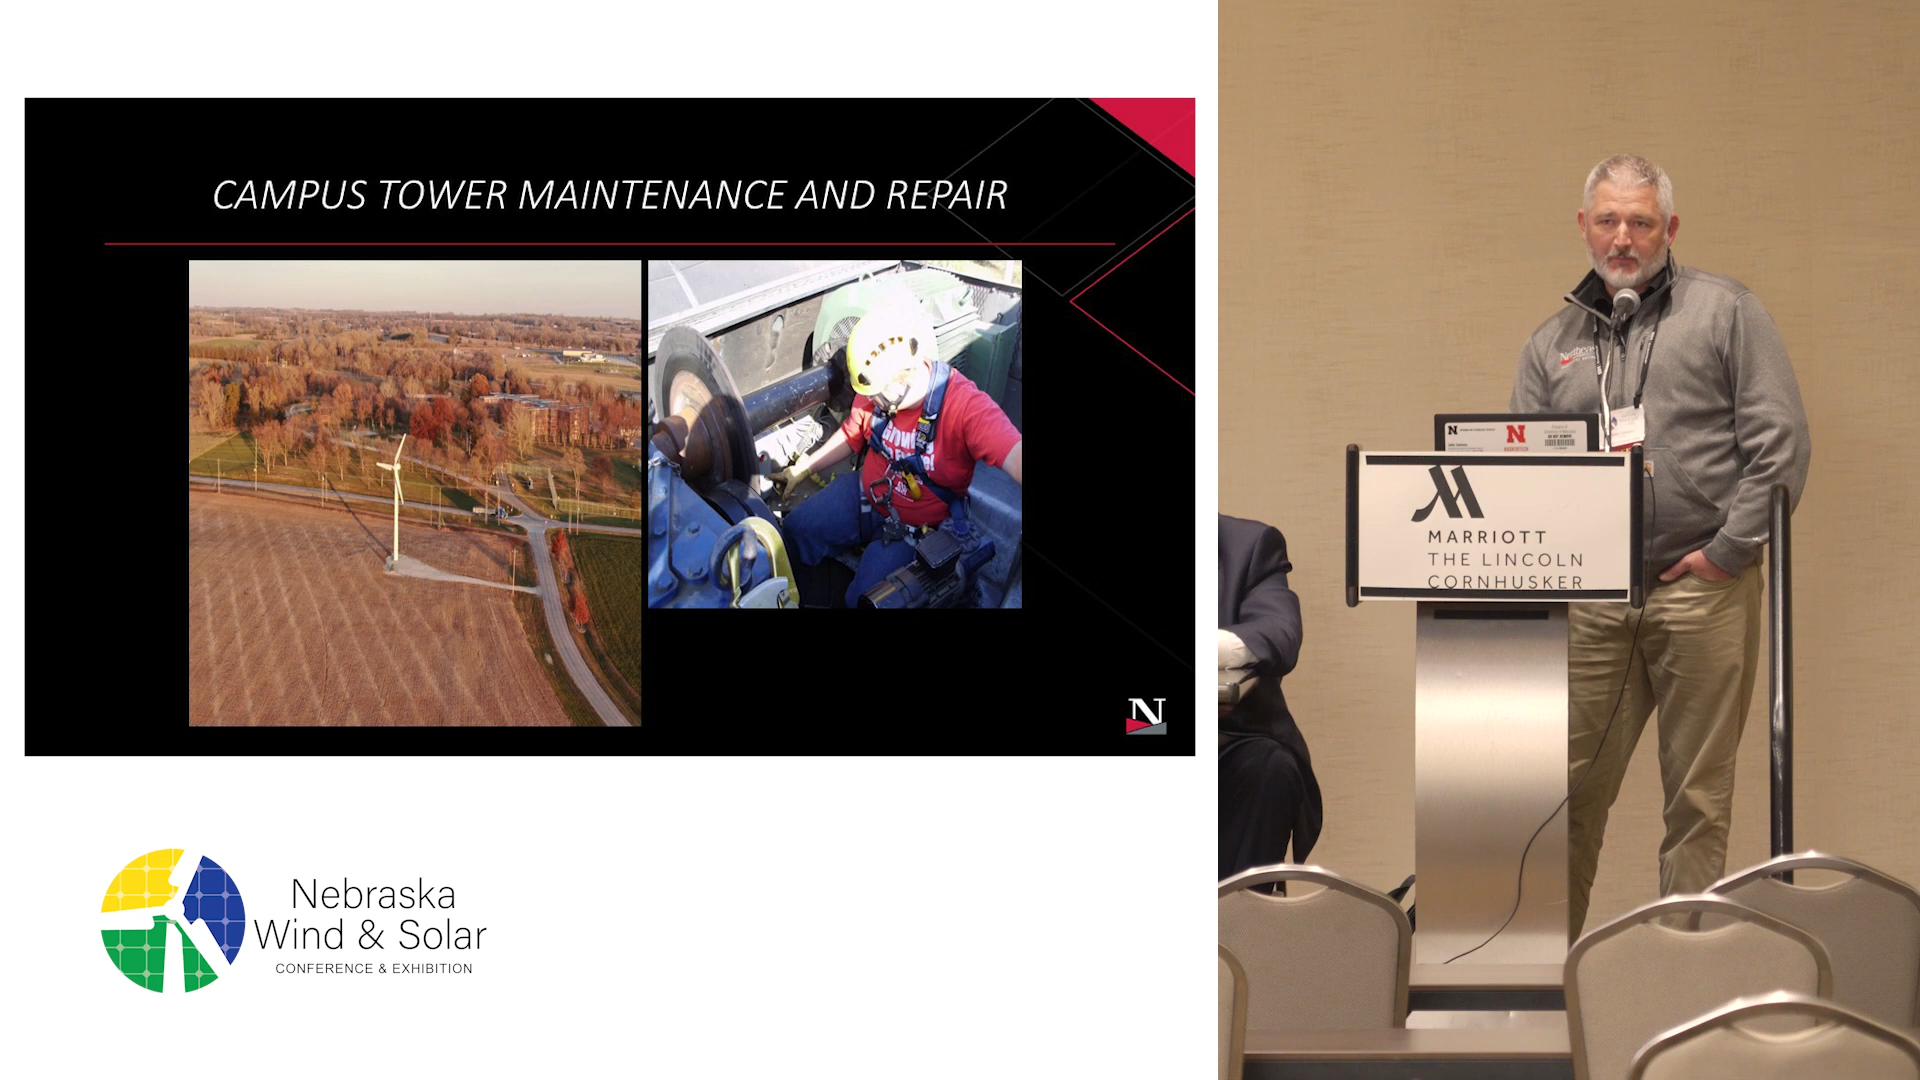 CAMPUS TOWER MAINTENANCE AND REPAIR
N
Nebraska
Wind & Solar
CONFERENCE & EXHIBITION
N
N
MARRIOTT
THE LINCOLN
CORNHUSKER